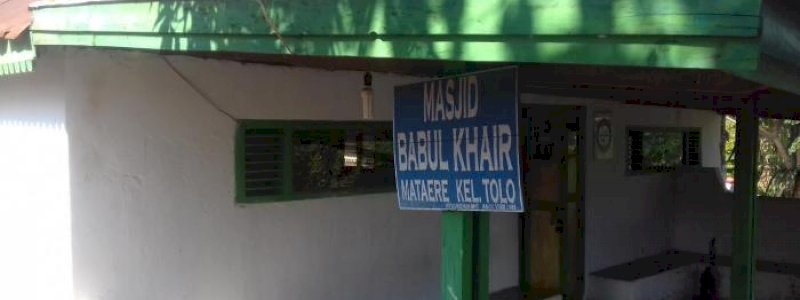 MASJID
BABUL KHAIR
MATAERE KEL. TOLO